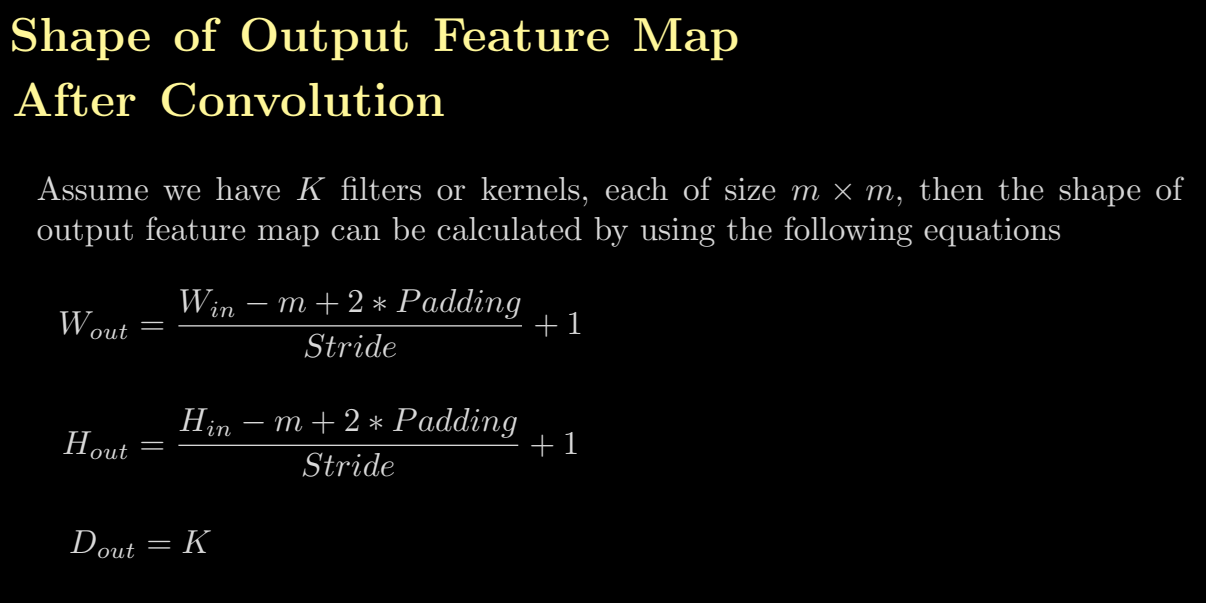 Shape of Output Feature Map
After Convolution
Assume we have K filters or kernels, each of size m × m, then the shape of
output feature map can be calculated by using the following equations
W_{out} = \frac{W_{in} - m + 2 * Padding}{Stride} + 1
H_{out} = \frac{H_{in} - m + 2 * Padding}{Stride} + 1
D_{out} = K